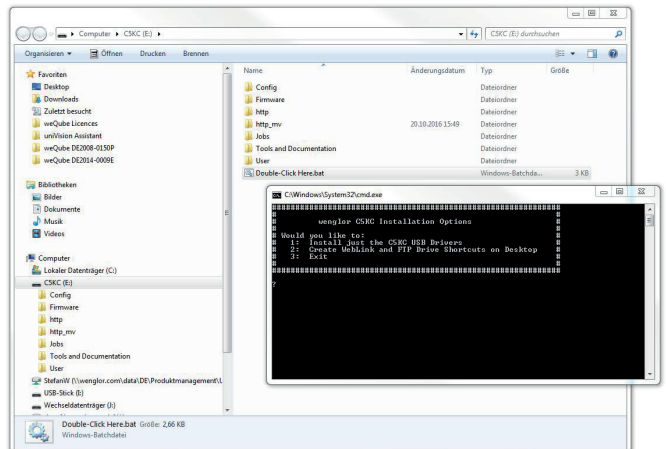 Computer ▸ C5KC (E:) ▸
C5KC (E:) durchsuchen
Organisieren
Öffnen
Drucken
Brennen
Name
Änderungsdatum
Typ
Größe
Favoriten
Desktop
Downloads
Zuletzt besucht
weQube Licences
uniVision Assistant
weQube DE2008-0150P
weQube DE2014-0009E
Bibliotheken
Bilder
Dokumente
Musik
Videos
Computer
Lokaler Datenträger (C:)
C5KC (E:)
Config
Firmware
http
http_mv
Jobs
Tools and Documentation
User
StefanW (\\wenglor.com\data\DE\Produktmanagement\L
USB-Stick (I:)
Wechseldatenträger (J:)
Config Dateiordner
Firmware Dateiordner
http Dateiordner
http_mv 20.10.2016 15:49 Dateiordner
Jobs Dateiordner
Tools and Documentation Dateiordner
User Dateiordner
Double-Click Here.bat Windows-Batchda... 3 KB
C:\Windows\System32\cmd.exe
wenglor C5KC Installation Options
Would you like to:
1: Install just the C5KC USB Drivers
2: Create WebLink and FTP Drive Shortcuts on Desktop
3: Exit
?
Double-Click Here.bat Größe: 2,66 KB
Windows-Batchdatei